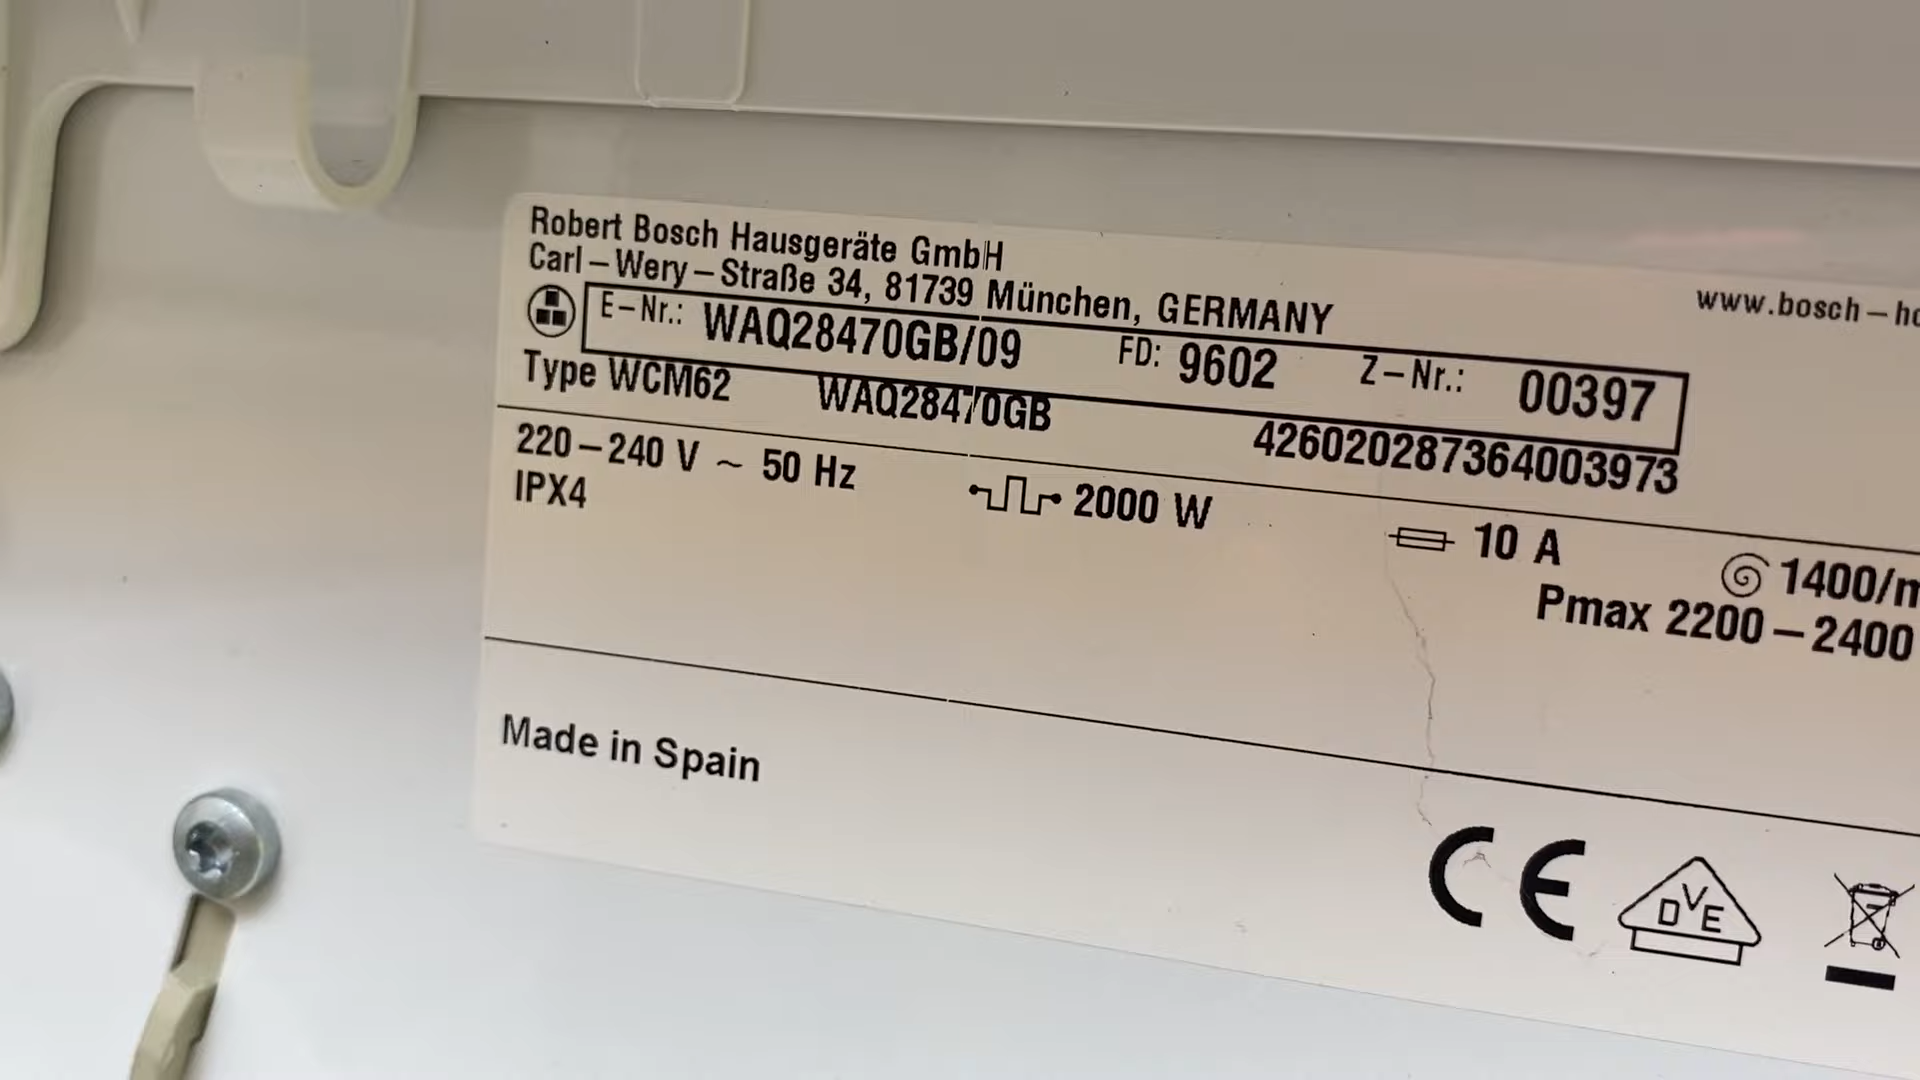 Robert Bosch Hausgeräte GmbH
Carl–Wery–Straße 34, 81739 München, GERMANY
www.bosch–ho
E–Nr.: WAQ28470GB/09 FD: 9602 Z–Nr.: 00397
Type WCM62 WAQ28470GB 426020287364003973
220–240 V ~ 50 Hz 2000 W 10 A 1400/m
IPX4 Pmax 2200–2400
Made in Spain
CE DVE